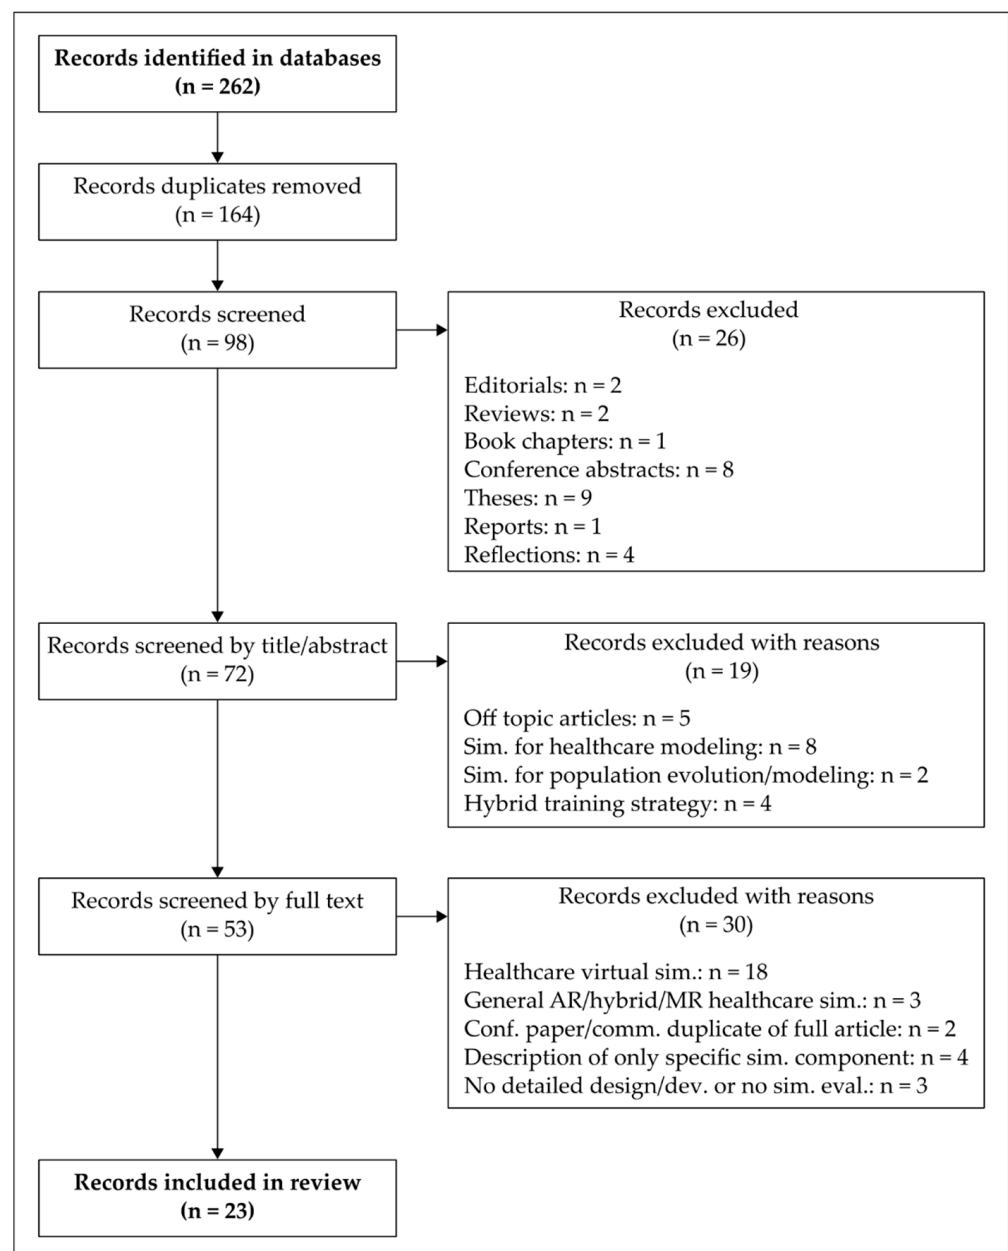 Records identified in databases
(n = 262)
Records duplicates removed
(n = 164)
Records screened
(n = 98)
Records excluded
(n = 26)
Editorials: n = 2
Reviews: n = 2
Book chapters: n = 1
Conference abstracts: n = 8
Theses: n = 9
Reports: n = 1
Reflections: n = 4
Records screened by title/abstract
(n = 72)
Records excluded with reasons
(n = 19)
Off topic articles: n = 5
Sim. for healthcare modeling: n = 8
Sim. for population evolution/modeling: n = 2
Hybrid training strategy: n = 4
Records screened by full text
(n = 53)
Records excluded with reasons
(n = 30)
Healthcare virtual sim.: n = 18
General AR/hybrid/MR healthcare sim.: n = 3
Conf. paper/comm. duplicate of full article: n = 2
Description of only specific sim. component: n = 4
No detailed design/dev. or no sim. eval.: n = 3
Records included in review
(n = 23)